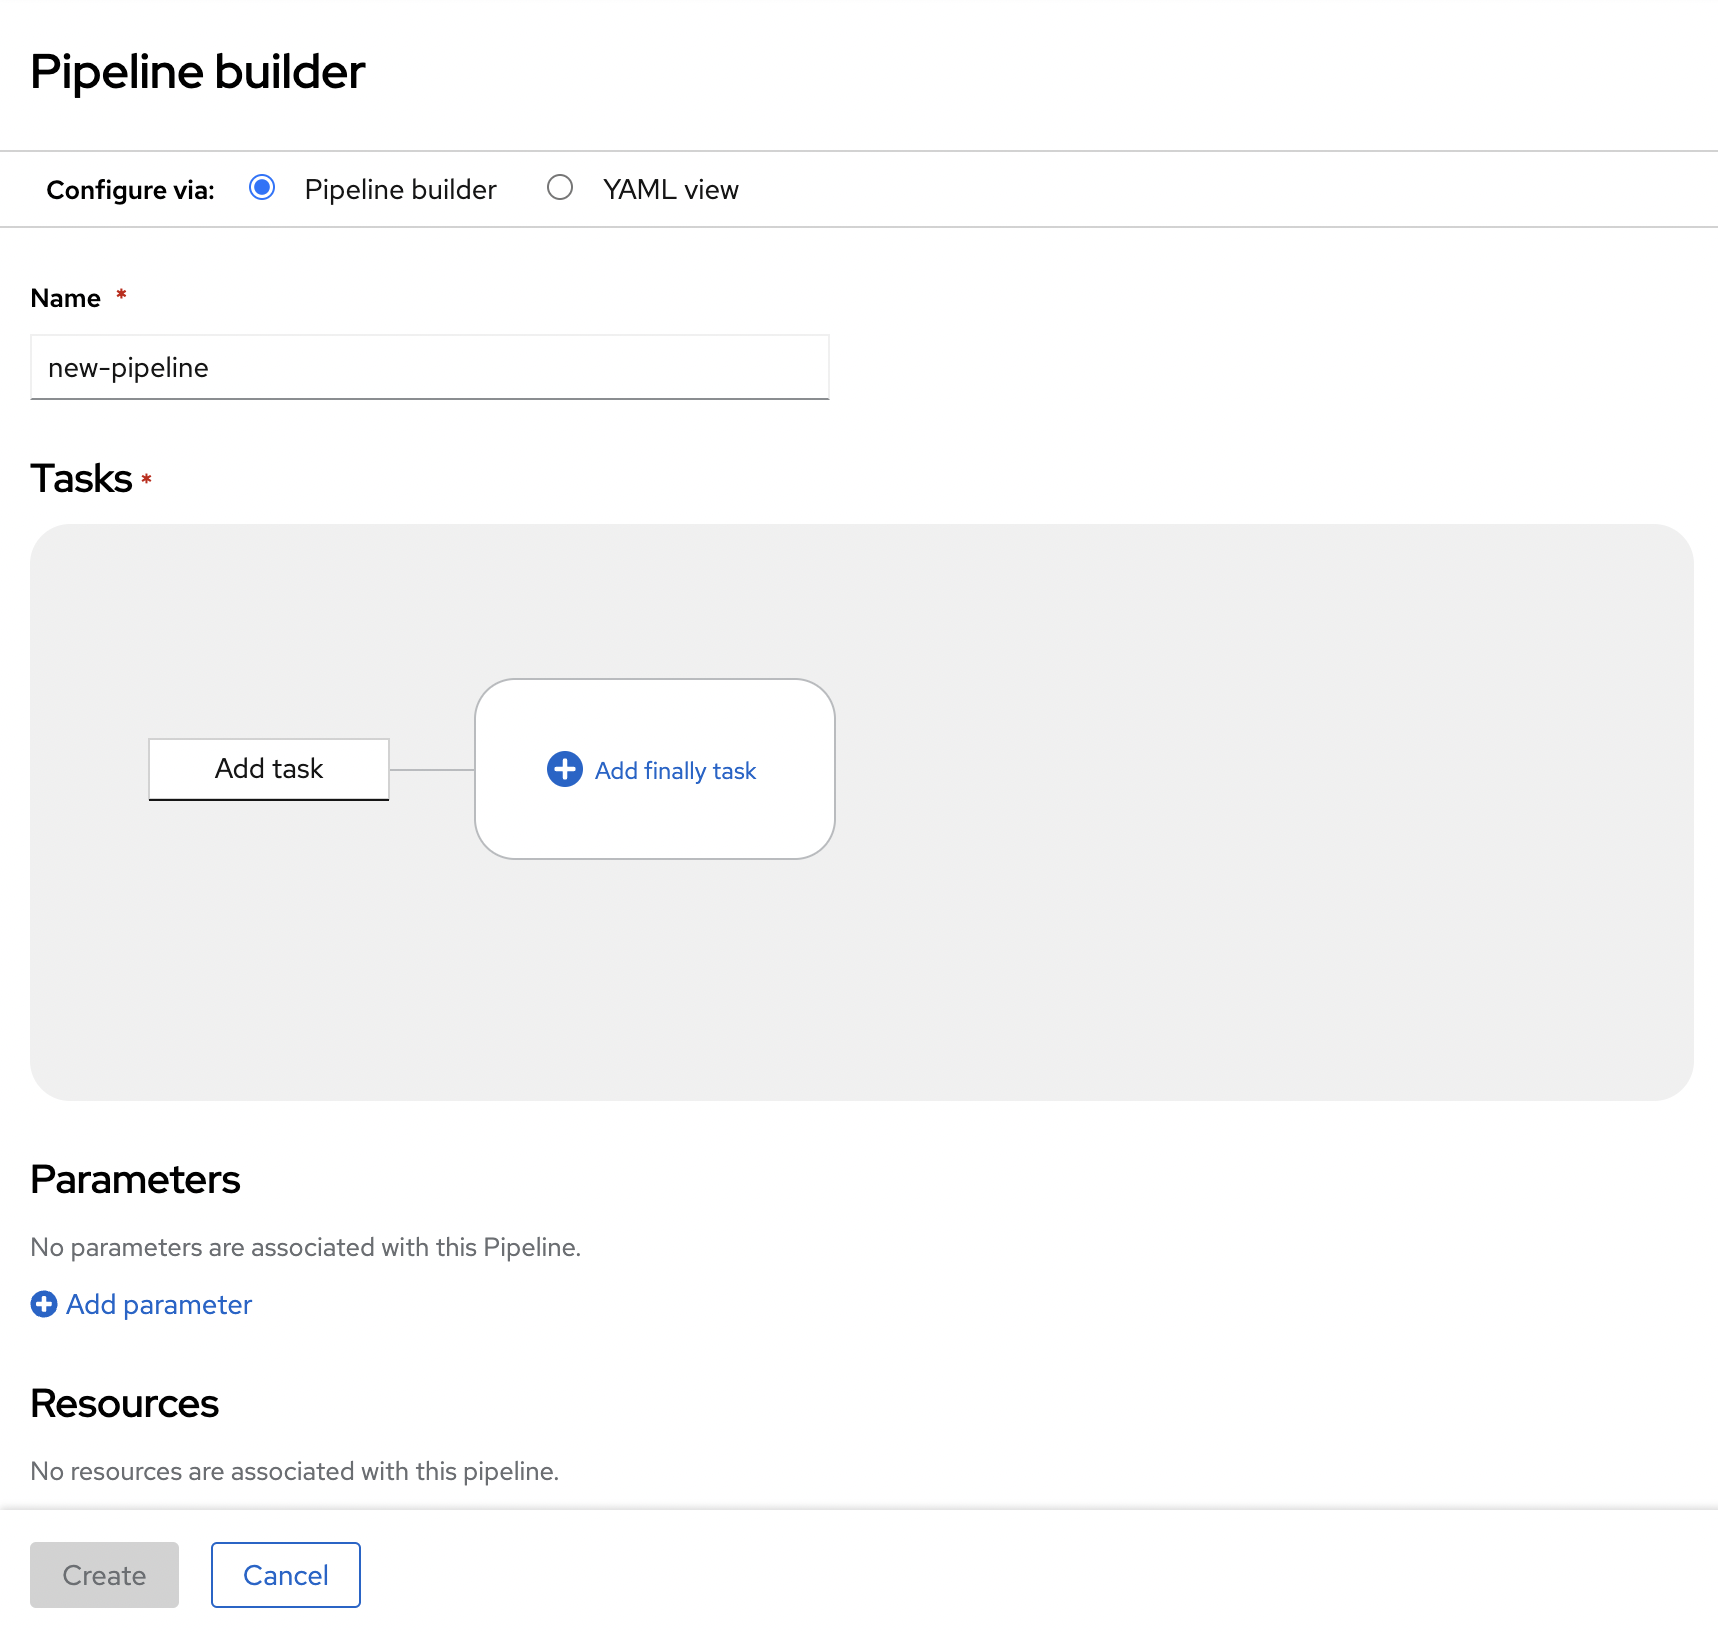 Pipeline builder
Configure via: Pipeline builder YAML view
Name *
new-pipeline
Tasks *
Add task
Add finally task
Parameters
No parameters are associated with this Pipeline.
Add parameter
Resources
No resources are associated with this pipeline.
Create Cancel